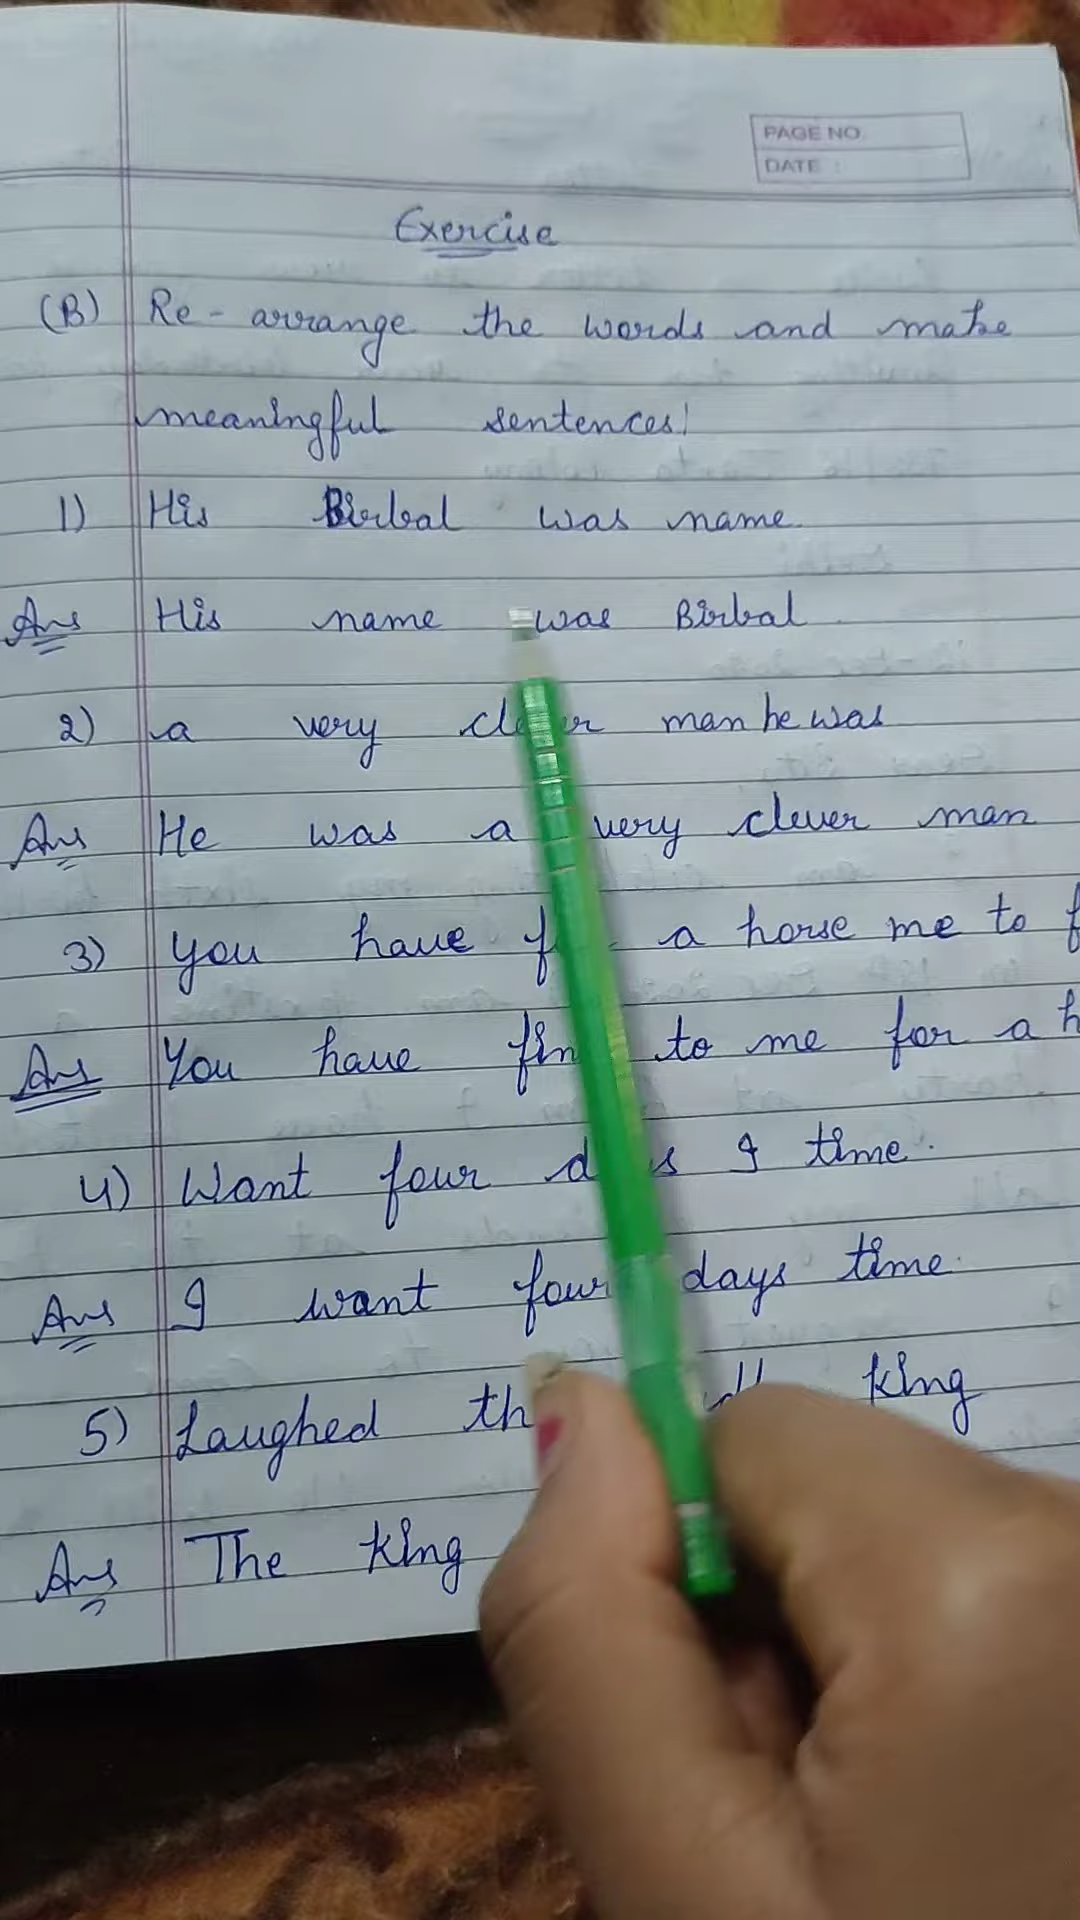 PAGE NO.
DATE :
Exercise
(B) Re-arrange the words and make
meaningful sentences!
1) His Birbal was name.
Ans His name was Birbal.
2) a very man he was
Ans He was a very clever man
3) You have a horse me to
Ans You have to me for a
4) Want four I time.
Ans I want four days time.
5) Laughed king
Ans The king